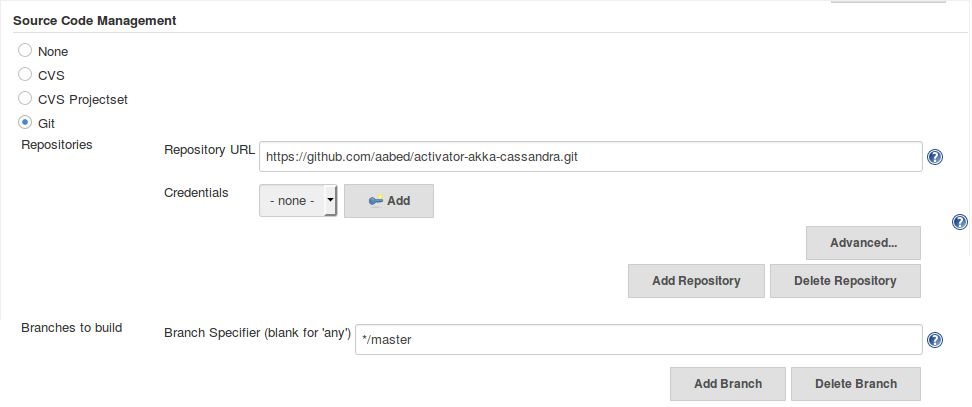 Source Code Management
None
CVS
CVS Projectset
Git
Repositories
Repository URL https://github.com/aabed/activator-akka-cassandra.git
Credentials - none - Add
Advanced...
Add Repository Delete Repository
Branches to build Branch Specifier (blank for 'any') */master
Add Branch Delete Branch